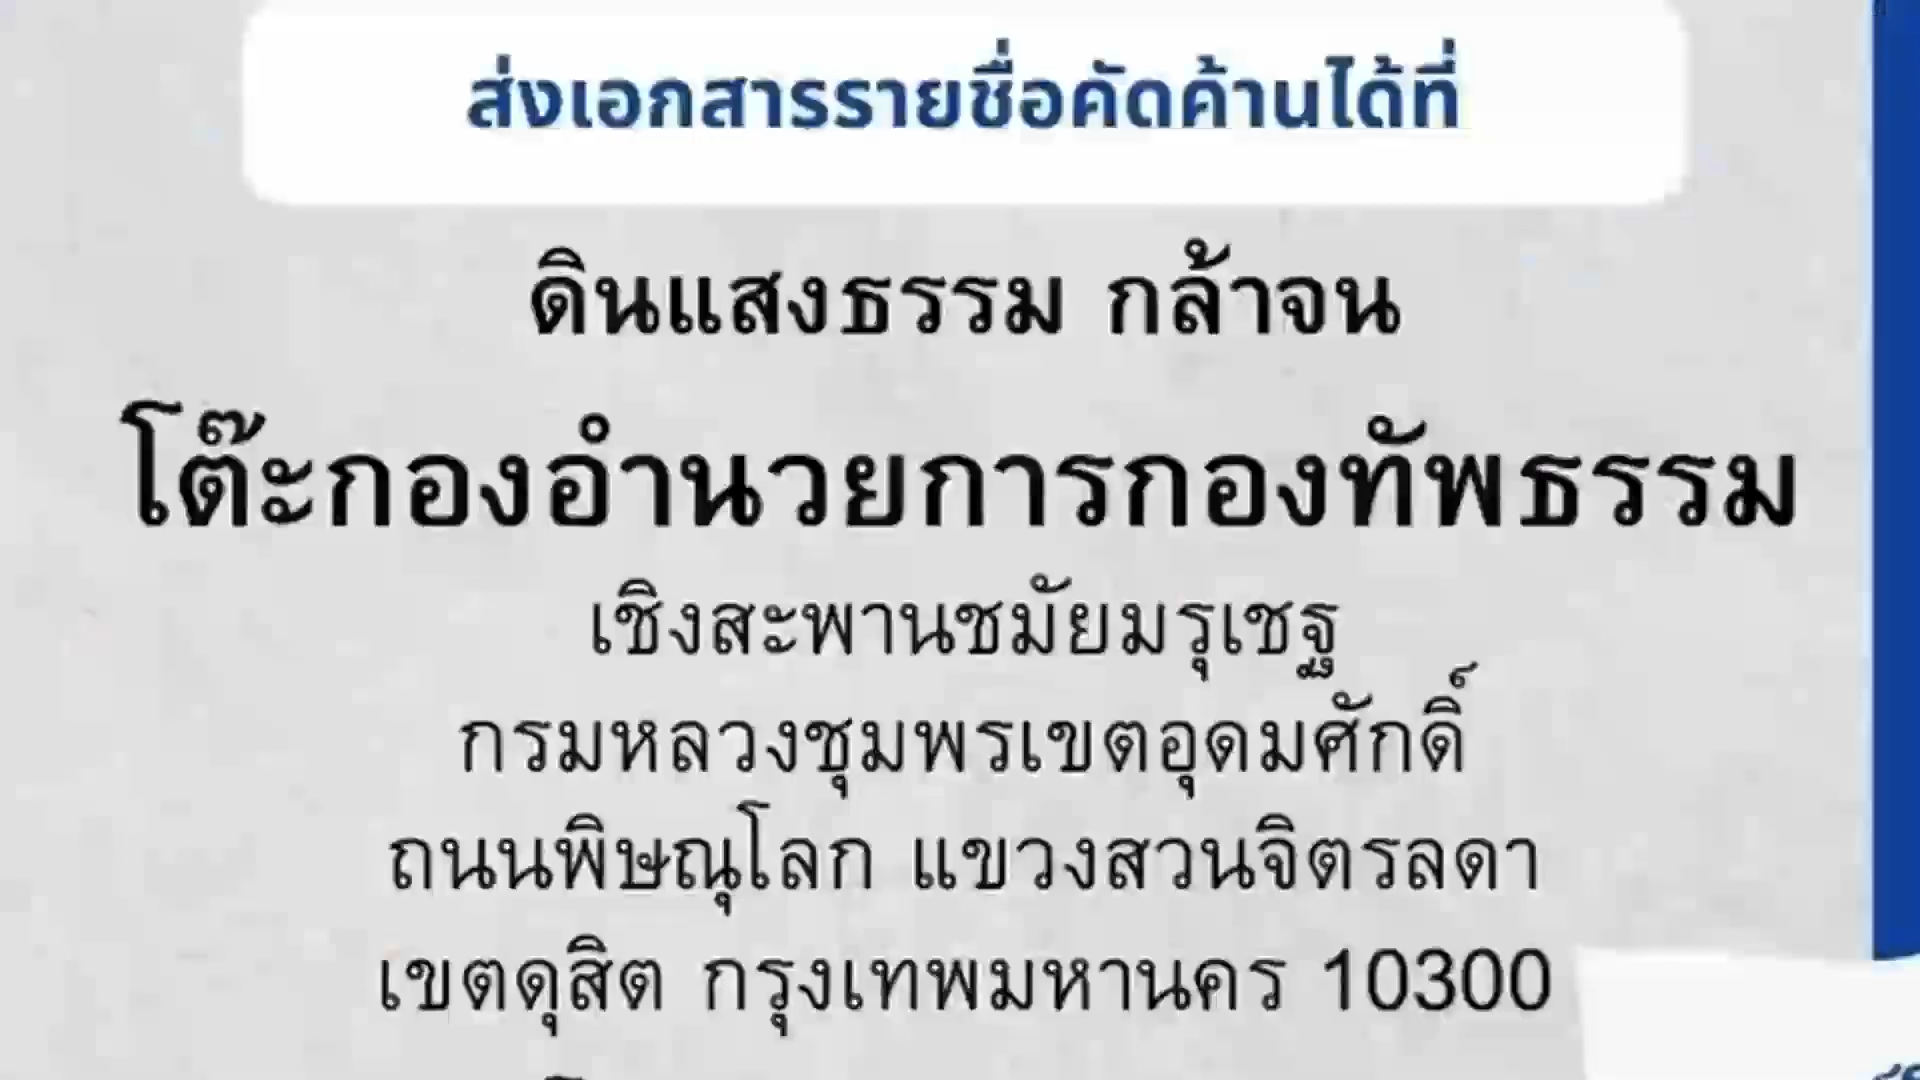 ส่งเอกสารรายชื่อคัดค้านได้ที่
ดินแสงธรรม กล้าจน
โต๊ะกองอำนวยการกองทัพธรรม
เชิงสะพานชมัยมรุเชฐ
กรมหลวงชุมพรเขตอุดมศักดิ์
ถนนพิษณุโลก แขวงสวนจิตรลดา
เขตดุสิต กรุงเทพมหานคร 10300